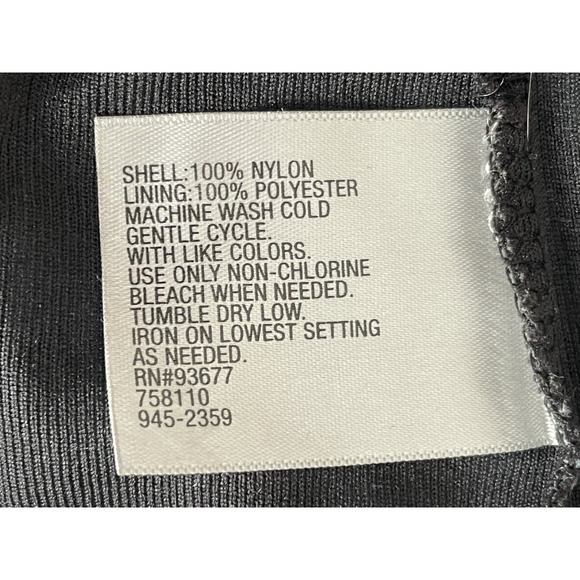 SHELL:100% NYLON
LINING:100% POLYESTER
MACHINE WASH COLD
GENTLE CYCLE.
WITH LIKE COLORS.
USE ONLY NON-CHLORINE
BLEACH WHEN NEEDED.
TUMBLE DRY LOW.
IRON ON LOWEST SETTING
AS NEEDED.
RN#93677
758110
945-2359